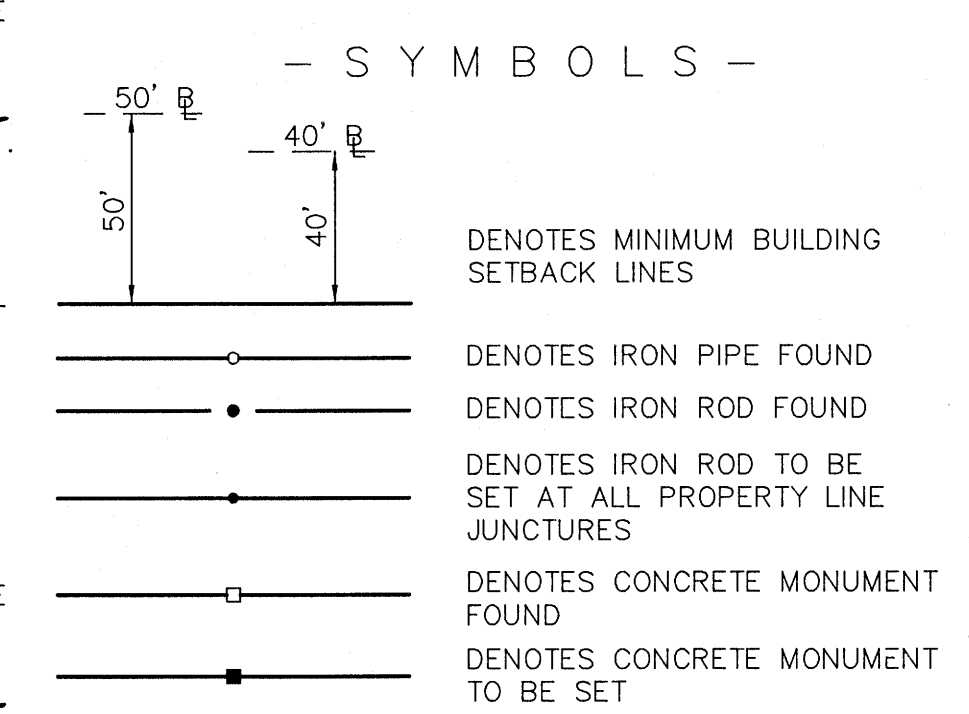 - S Y M B O L S -
50' BL
40' BL
50'
40'
DENOTES MINIMUM BUILDING
SETBACK LINES
DENOTES IRON PIPE FOUND
DENOTES IRON ROD FOUND
DENOTES IRON ROD TO BE
SET AT ALL PROPERTY LINE
JUNCTURES
DENOTES CONCRETE MONUMENT
FOUND
DENOTES CONCRETE MONUMENT
TO BE SET